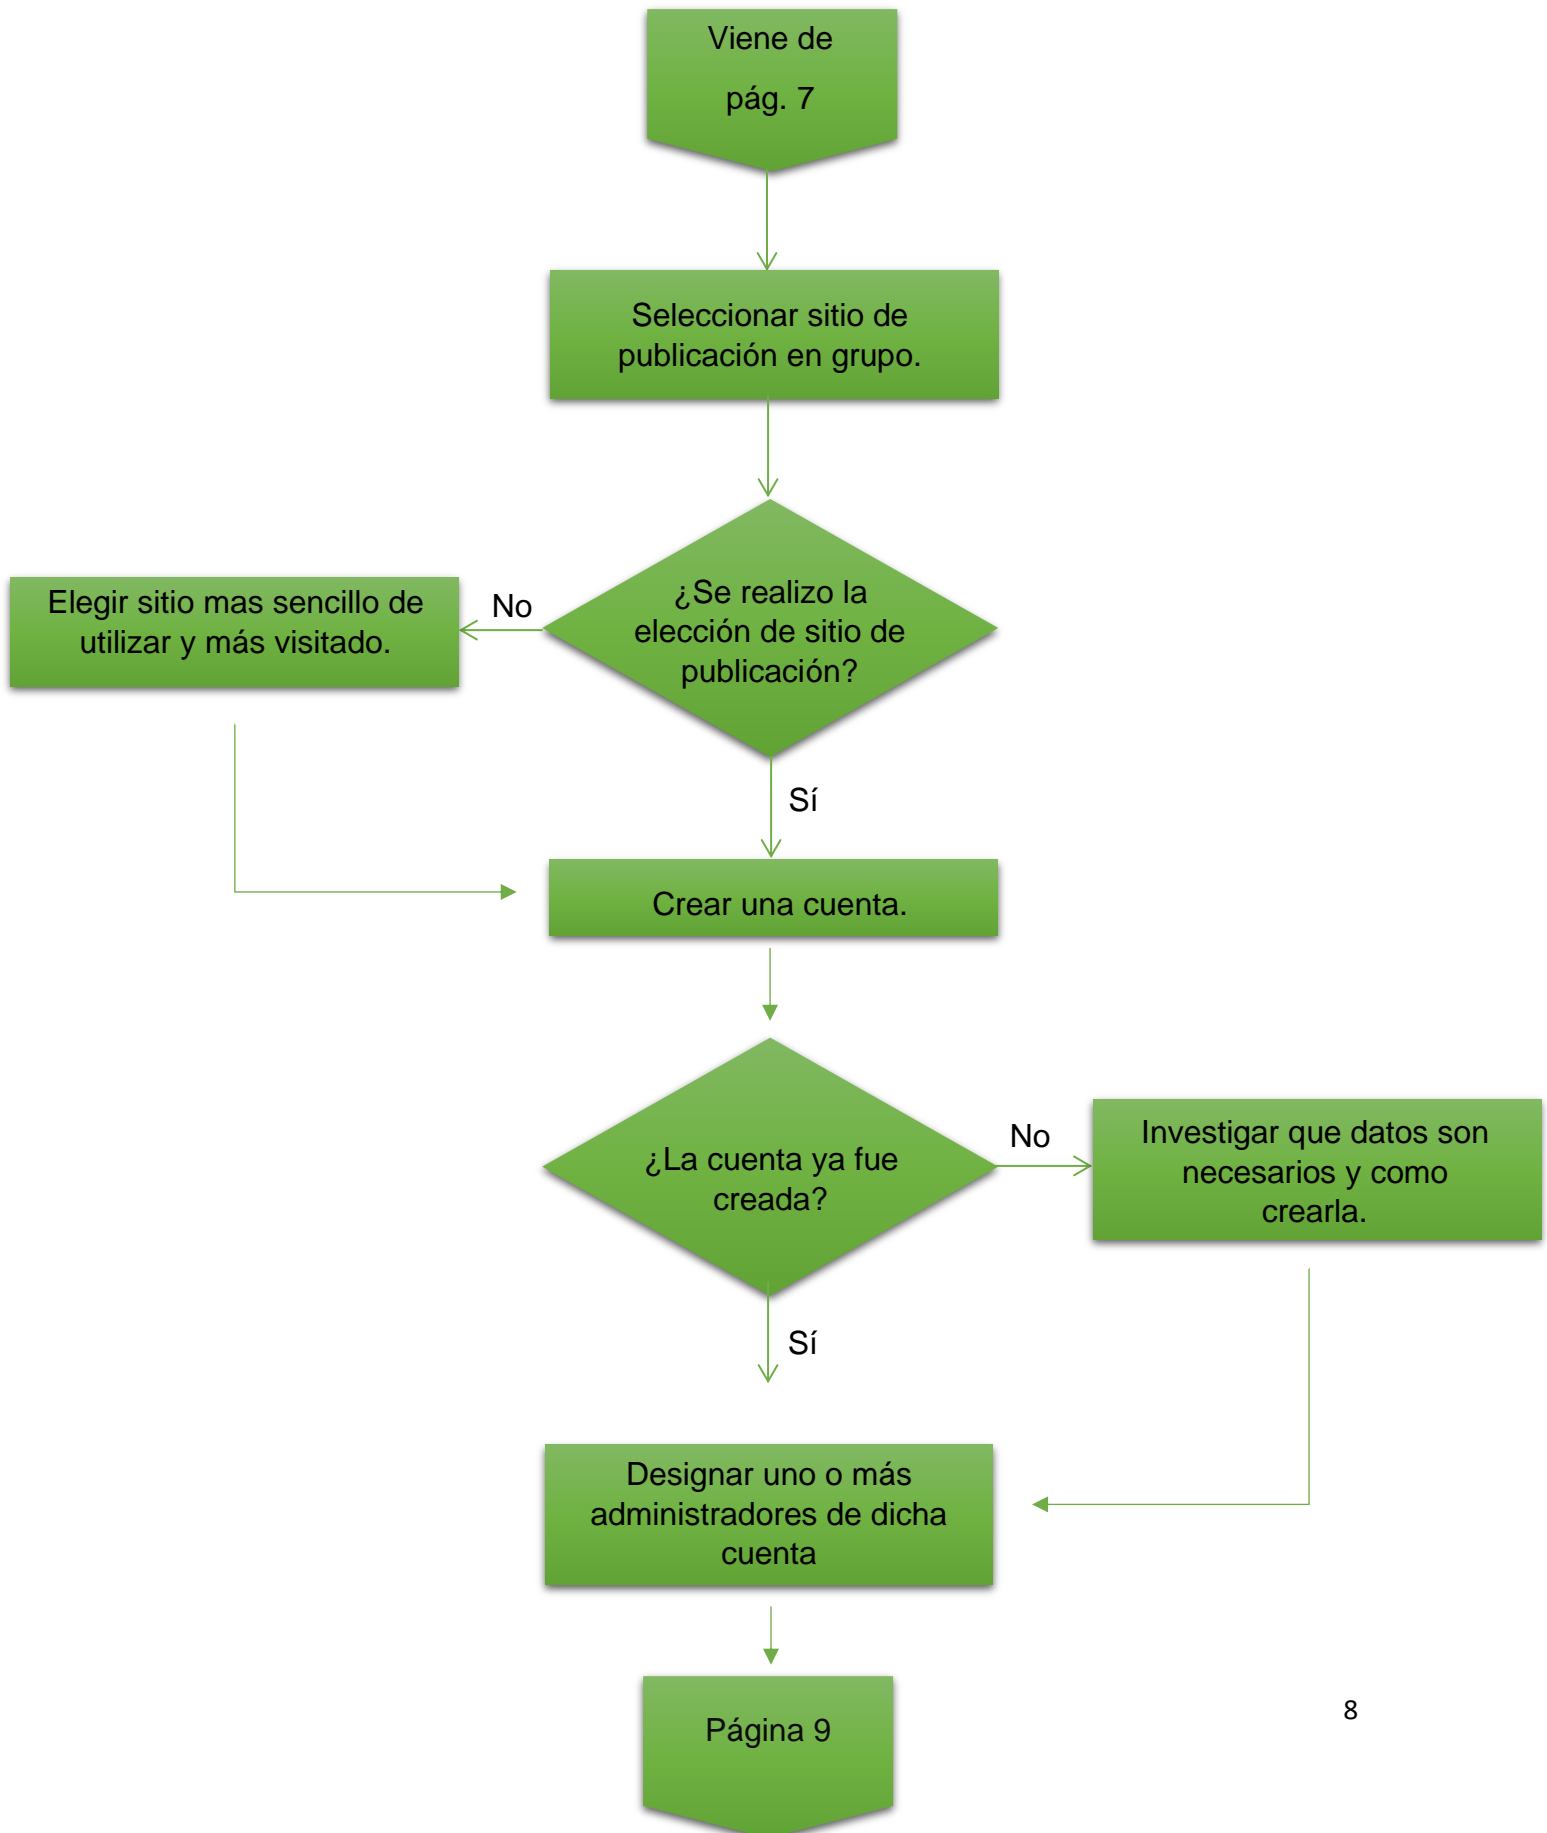 Viene de
pág. 7
Seleccionar sitio de
publicación en grupo.
¿Se realizo la
elección de sitio de
publicación?
No
Elegir sitio mas sencillo de
utilizar y más visitado.
Sí
Crear una cuenta.
¿La cuenta ya fue
creada?
No
Investigar que datos son
necesarios y como
crearla.
Sí
Designar uno o más
administradores de dicha
cuenta
Página 9
8